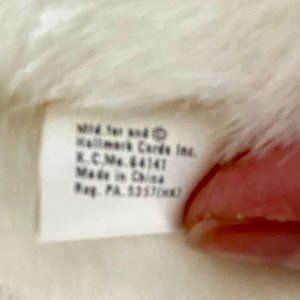 Mfd. for and ©
Hallmark Cards Inc.
K.C. Mo. 64141
Made in China
Reg. PA. 5357(HK)